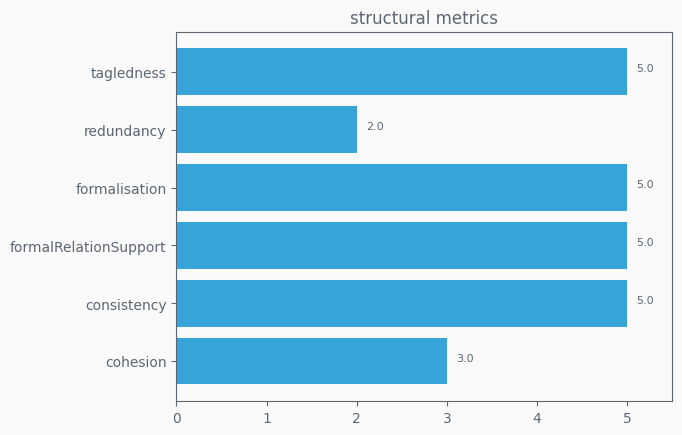 structural metrics
tagledness
5.0
redundancy
2.0
formalisation
5.0
formalRelationSupport
5.0
consistency
5.0
cohesion
3.0
0 1 2 3 4 5